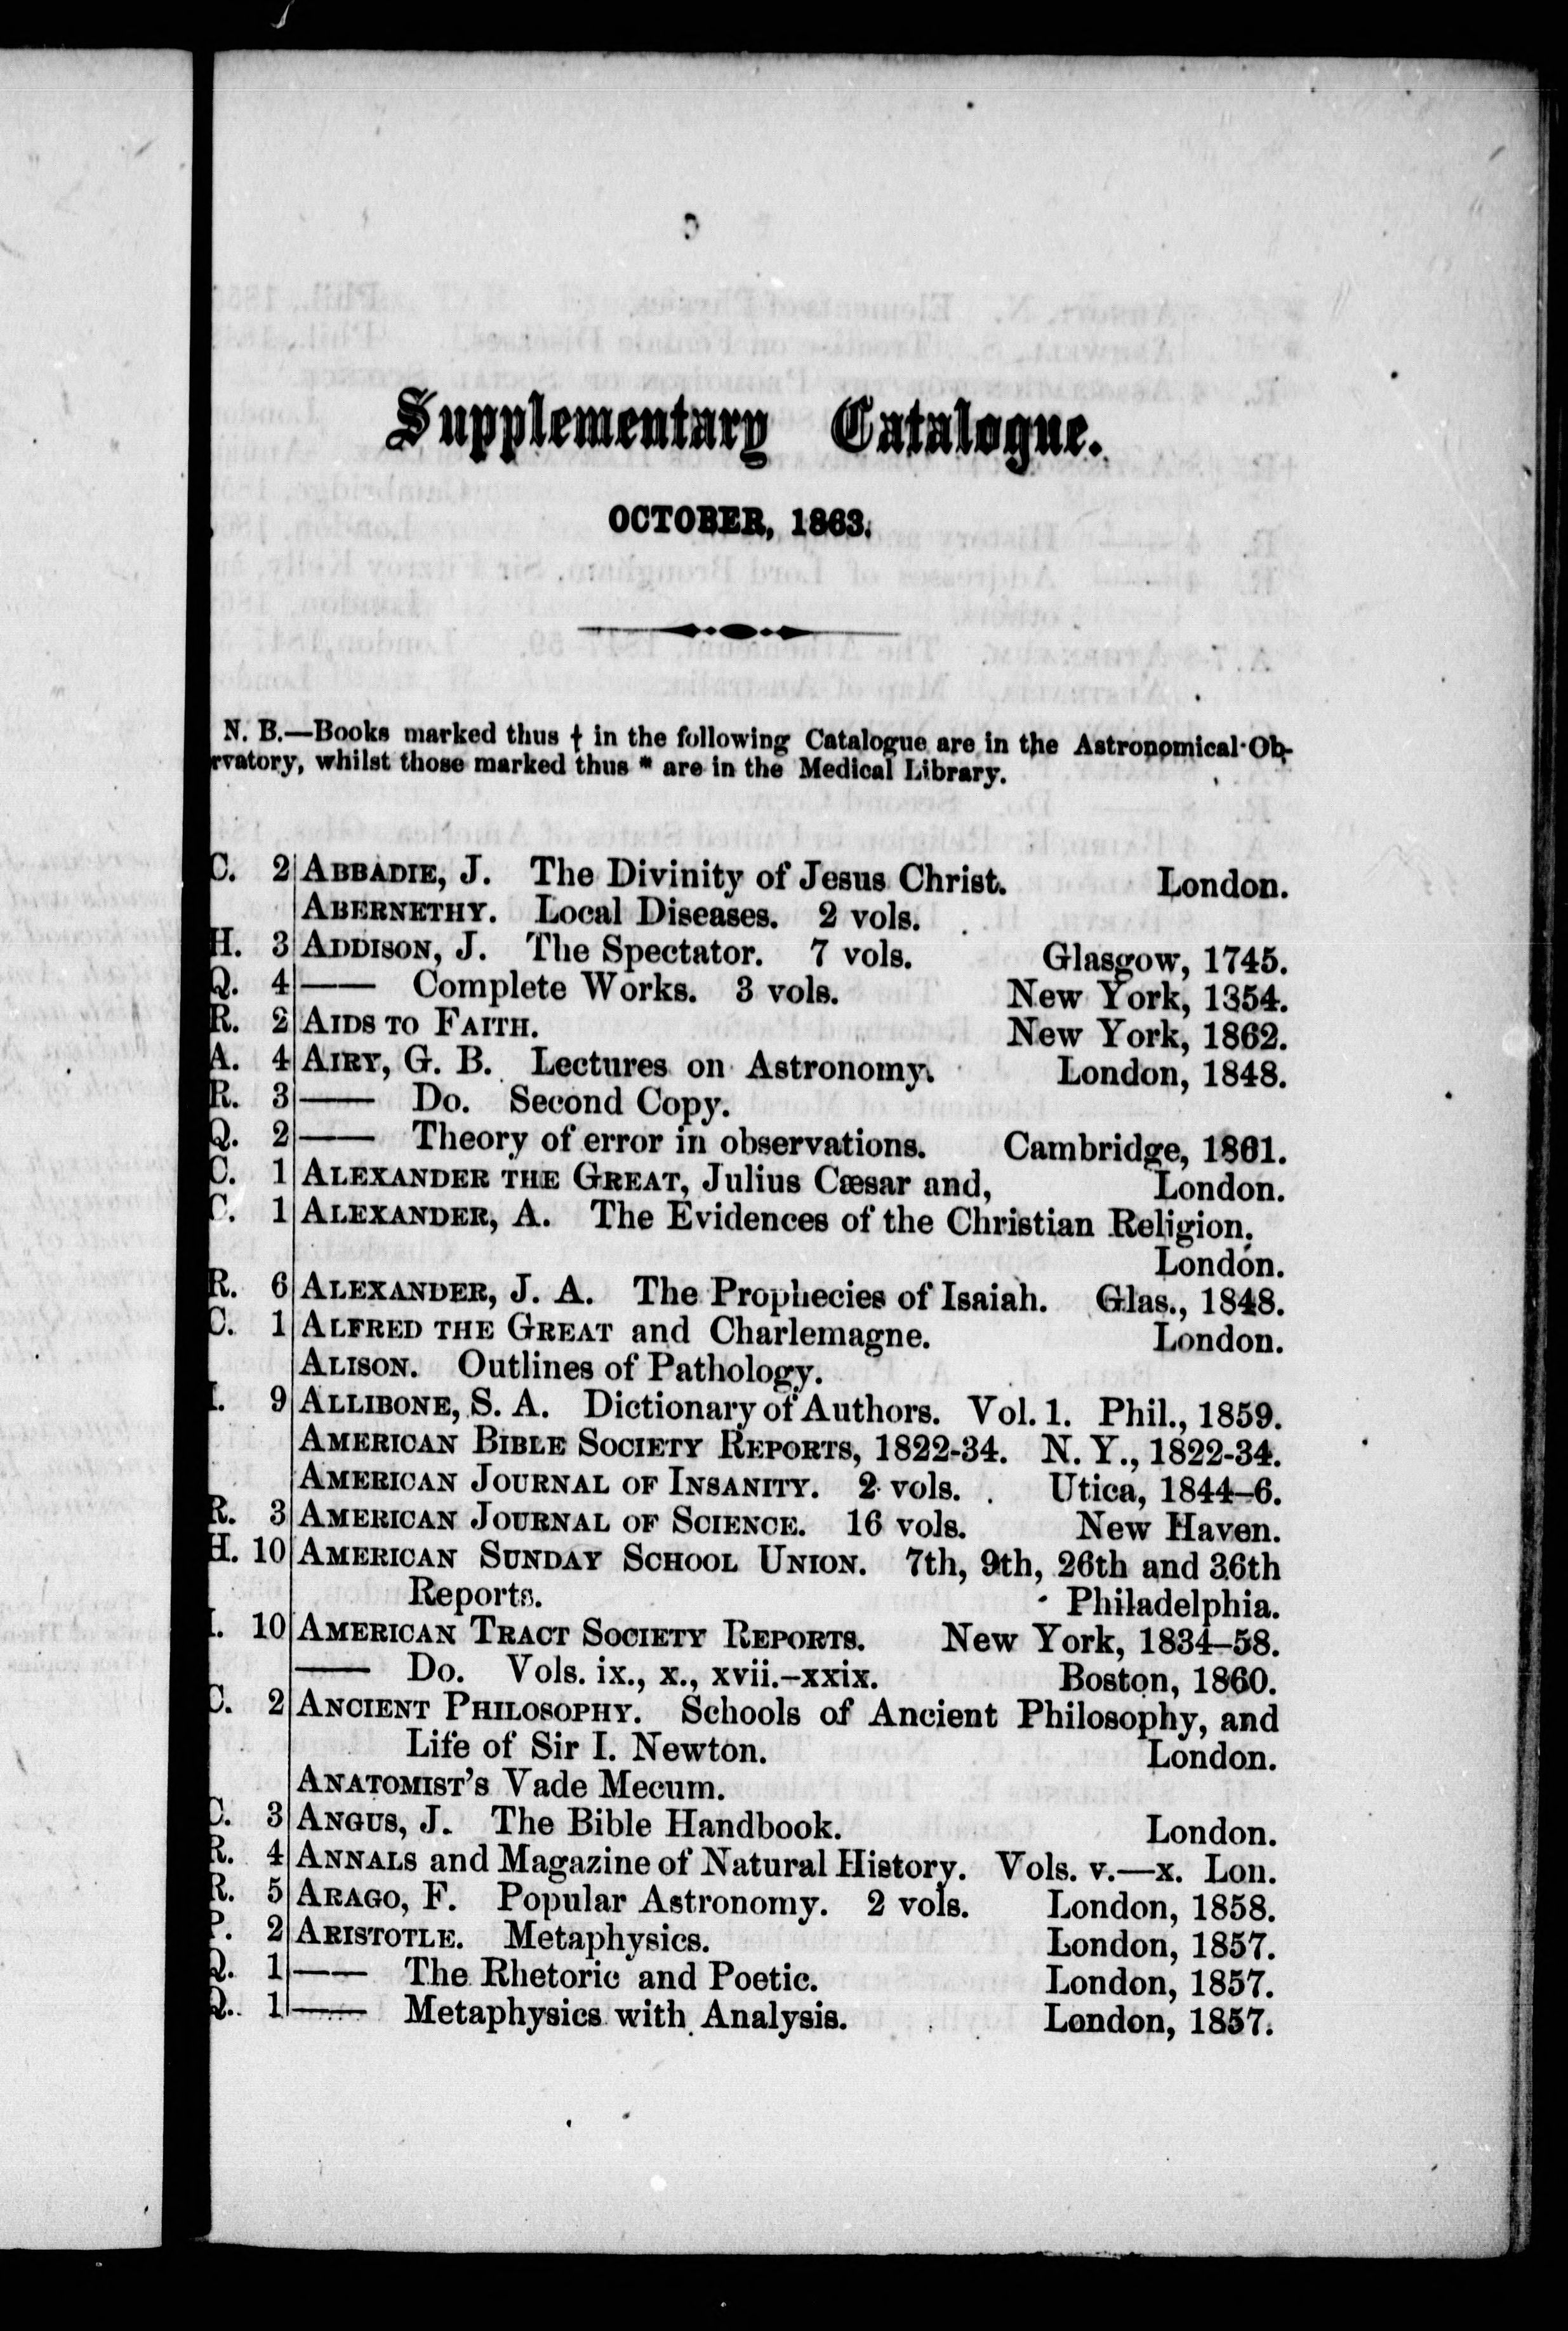 Supplementary Catalogue.
OCTOBER, 1863.
N. B.—Books marked thus † in the following Catalogue are in the Astronomical Ob-
rvatory, whilst those marked thus * are in the Medical Library.
C. 2 ABBADIE, J. The Divinity of Jesus Christ. London.
ABERNETHY. Local Diseases. 2 vols.
H. 3 ADDISON, J. The Spectator. 7 vols. Glasgow, 1745.
Q. 4 —— Complete Works. 3 vols. New York, 1354.
R. 2 AIDS TO FAITH. New York, 1862.
A. 4 AIRY, G. B. Lectures on Astronomy. London, 1848.
R. 3 —— Do. Second Copy.
Q. 2 —— Theory of error in observations. Cambridge, 1861.
C. 1 ALEXANDER THE GREAT, Julius Cæsar and, London.
C. 1 ALEXANDER, A. The Evidences of the Christian Religion.
London.
R. 6 ALEXANDER, J. A. The Prophecies of Isaiah. Glas., 1848.
C. 1 ALFRED THE GREAT and Charlemagne. London.
ALISON. Outlines of Pathology.
I. 9 ALLIBONE, S. A. Dictionary of Authors. Vol. 1. Phil., 1859.
AMERICAN BIBLE SOCIETY REPORTS, 1822-34. N. Y., 1822-34.
AMERICAN JOURNAL OF INSANITY. 2 vols. Utica, 1844–6.
R. 3 AMERICAN JOURNAL OF SCIENCE. 16 vols. New Haven.
H. 10 AMERICAN SUNDAY SCHOOL UNION. 7th, 9th, 26th and 36th
Reports. Philadelphia.
I. 10 AMERICAN TRACT SOCIETY REPORTS. New York, 1834–58.
—— Do. Vols. ix., x., xvii.–xxix. Boston, 1860.
C. 2 ANCIENT PHILOSOPHY. Schools of Ancient Philosophy, and
Life of Sir I. Newton. London.
ANATOMIST'S Vade Mecum.
C. 3 ANGUS, J. The Bible Handbook. London.
R. 4 ANNALS and Magazine of Natural History. Vols. v.—x. Lon.
R. 5 ARAGO, F. Popular Astronomy. 2 vols. London, 1858.
P. 2 ARISTOTLE. Metaphysics. London, 1857.
Q. 1 —— The Rhetoric and Poetic. London, 1857.
Q. 1 —— Metaphysics with Analysis. London, 1857.